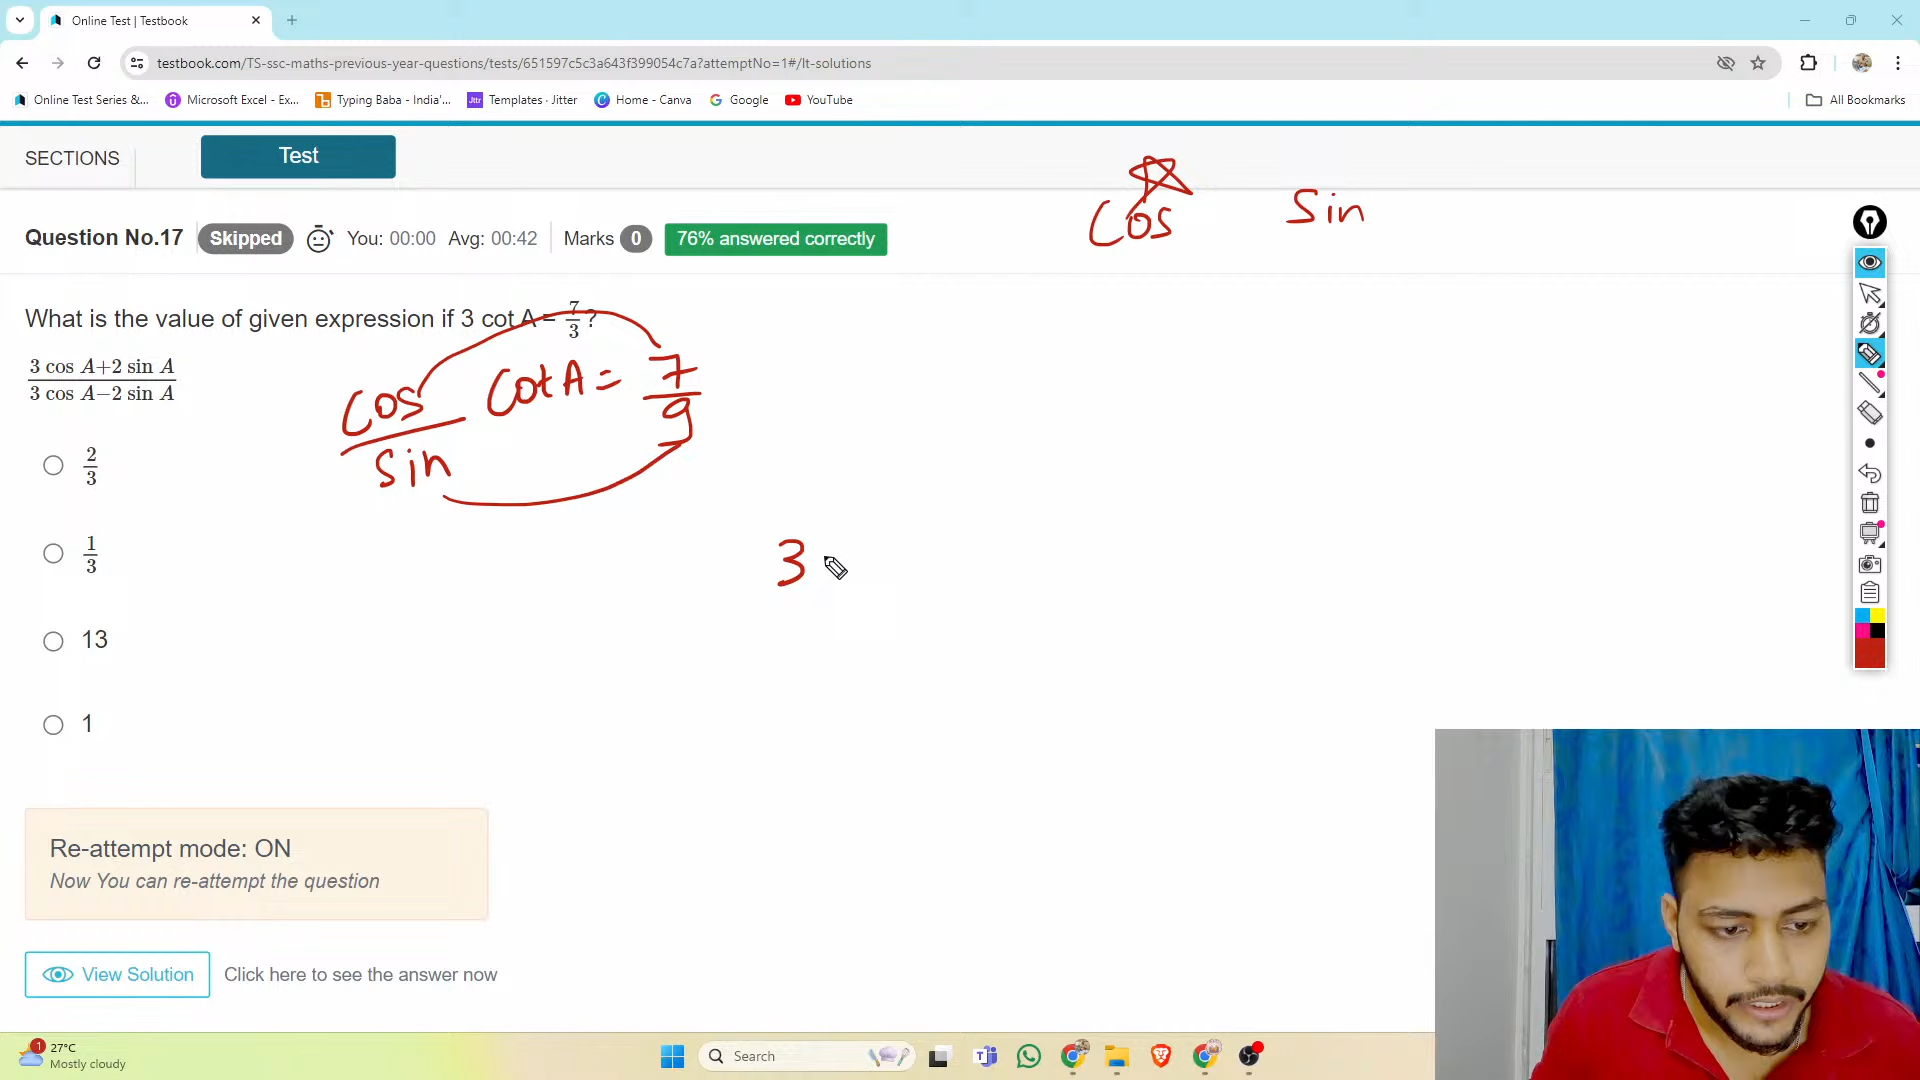 Online Test | Testbook
testbook.com/TS-ssc-maths-previous-year-questions/tests/651597c5c3a643f399054c7a?attemptNo=1#/lt-solutions
Online Test Series &... Microsoft Excel - Ex... Typing Baba - India'... Jitr Templates · Jitter Home - Canva Google YouTube All Bookmarks
SECTIONS Test
Cos Sin
Question No.17 Skipped You: 00:00 Avg: 00:42 Marks 0 76% answered correctly
What is the value of given expression if 3 cot A = 7/3 ?
3 cos A+2 sin A
3 cos A−2 sin A
Cos
Sin
Cot A = 7/9
2/3
1/3
3
13
1
Re-attempt mode: ON
Now You can re-attempt the question
View Solution Click here to see the answer now
1 27°C
Mostly cloudy
Search